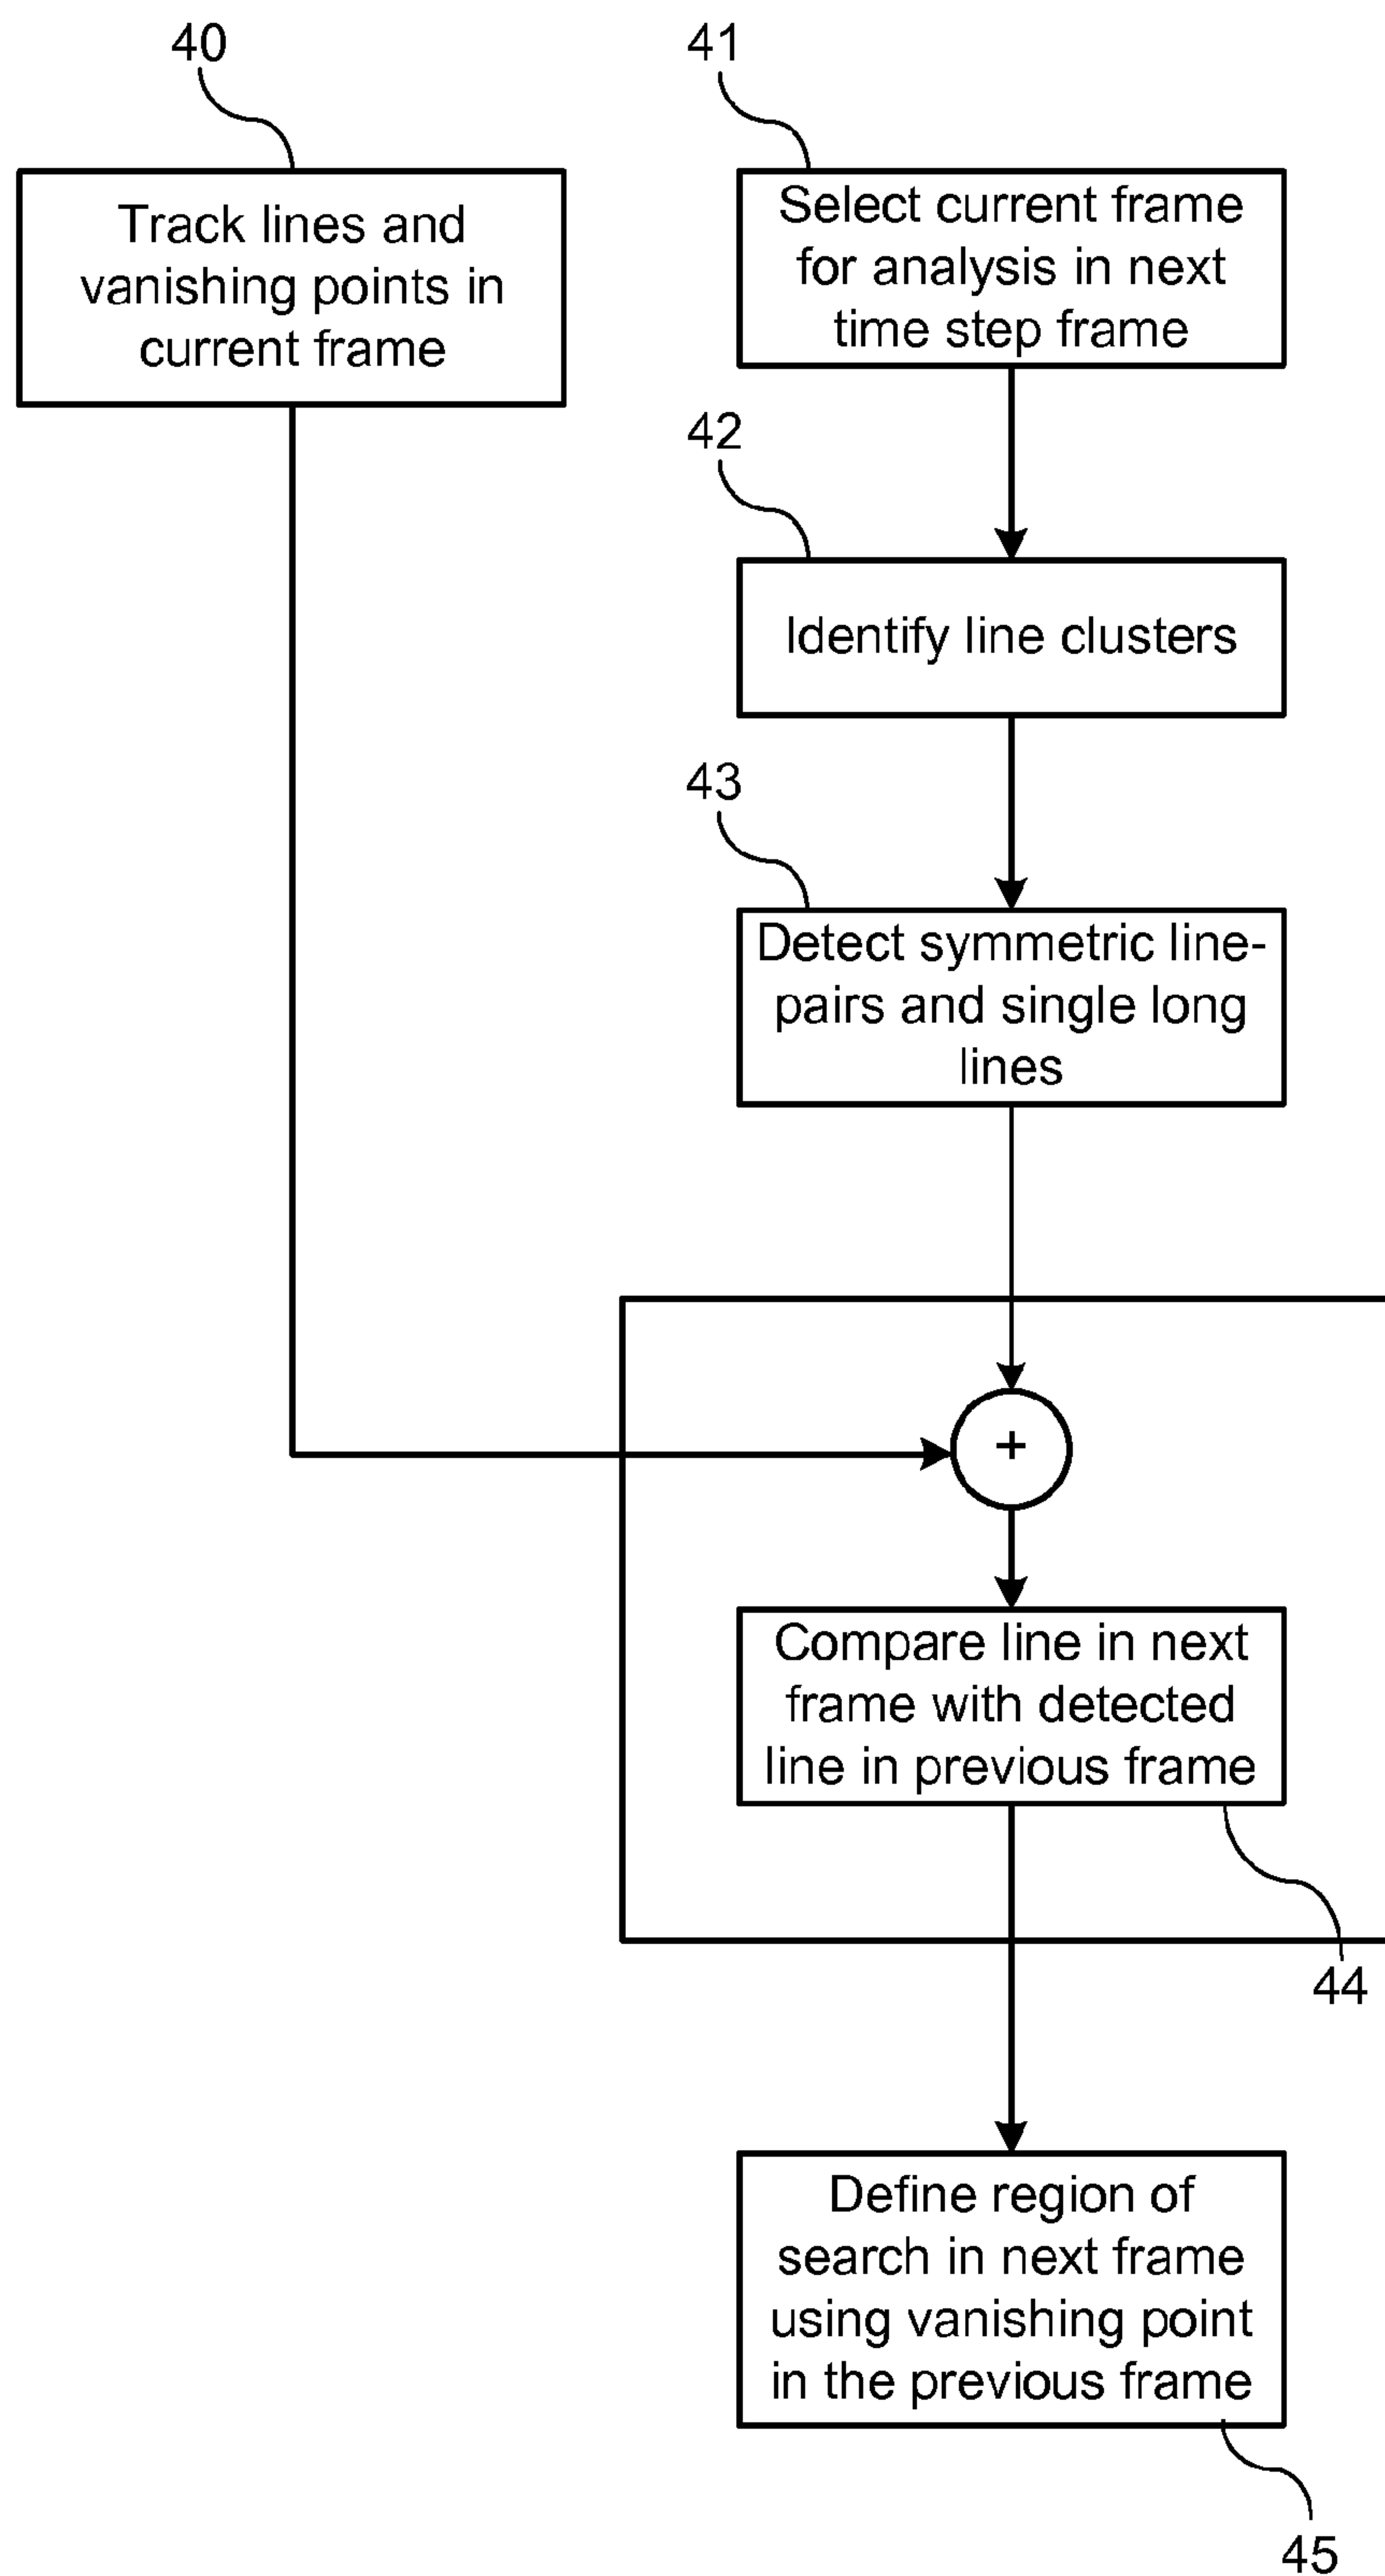 40
Track lines and
vanishing points in
current frame
41
Select current frame
for analysis in next
time step frame
42
Identify line clusters
43
Detect symmetric line-
pairs and single long
lines
+
Compare line in next
frame with detected
line in previous frame
44
Define region of
search in next frame
using vanishing point
in the previous frame
45